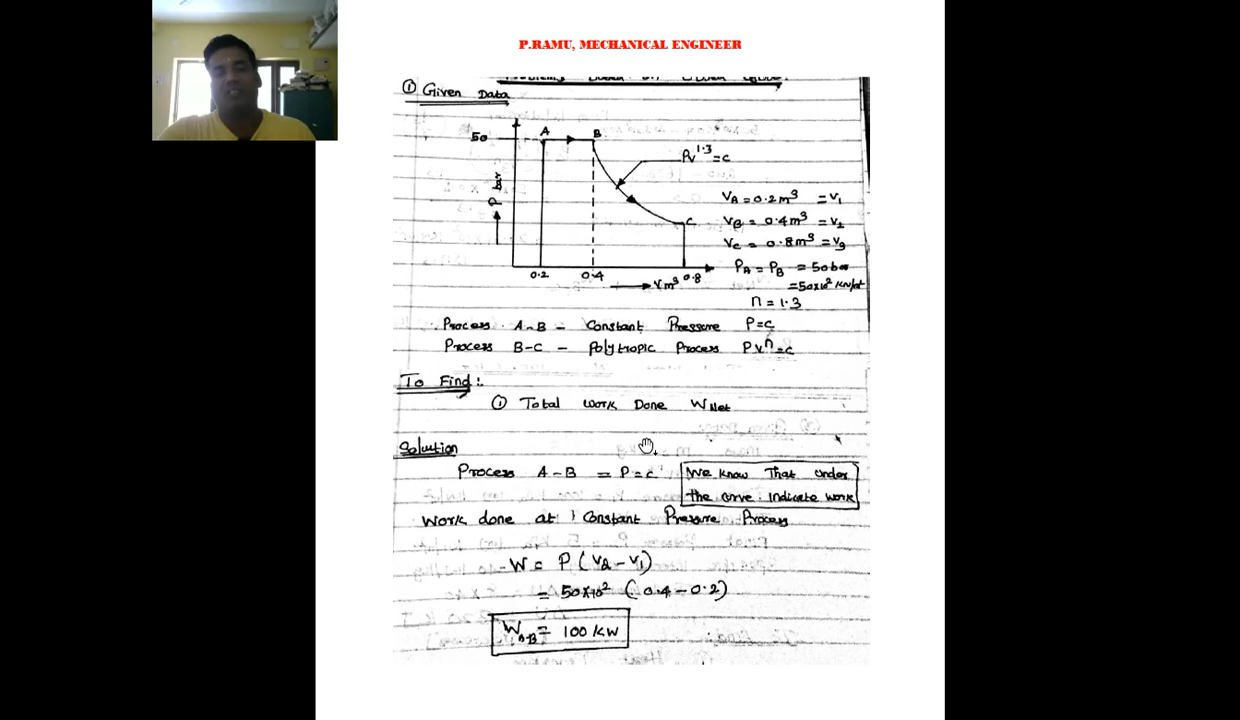 P.RAMU, MECHANICAL ENGINEER
① Given Data
50
A
B
PV^1.3 = C
P bar
C
VA = 0.2 m³ = V1
VB = 0.4 m³ = V2
VC = 0.8 m³ = V3
PA = PB = 50 bar
= 50×10² KN/m²
n = 1.3
0.2
0.4
V m³
0.8
Process A-B - Constant Pressure P=C
Process B-C - Polytropic Process PVⁿ=C
To Find:
① Total Work Done WNet
Solution
Process A-B = P=C
We Know That under
the curve indicate work
Work done at Constant Pressure Process
W = P (V2 - V1)
= 50×10² (0.4 - 0.2)
WA-B = 100 KW